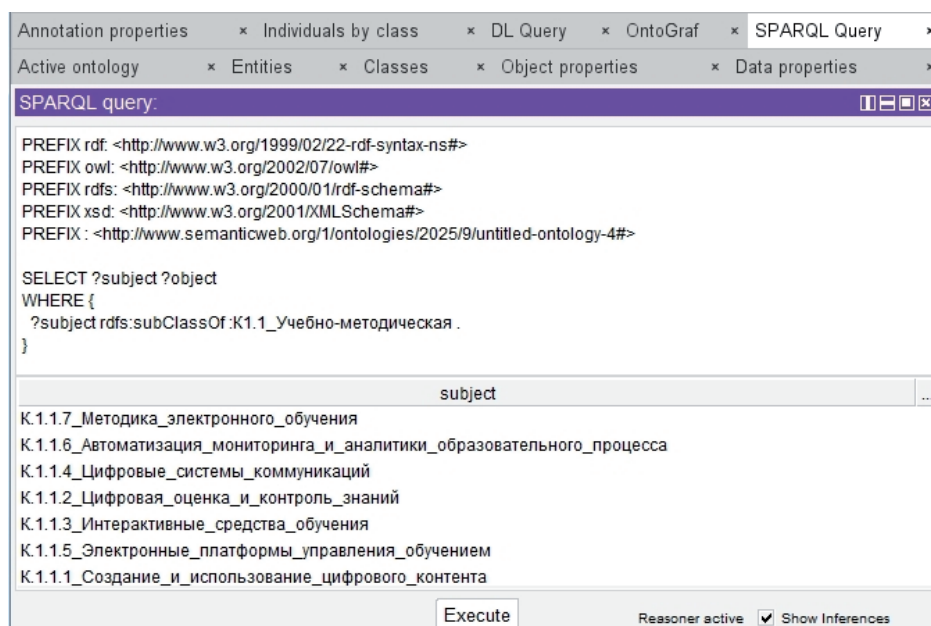 Annotation properties × Individuals by class × DL Query × OntoGraf × SPARQL Query ×
Active ontology × Entities × Classes × Object properties × Data properties ×
SPARQL query:
PREFIX rdf: <http://www.w3.org/1999/02/22-rdf-syntax-ns#>
PREFIX owl: <http://www.w3.org/2002/07/owl#>
PREFIX rdfs: <http://www.w3.org/2000/01/rdf-schema#>
PREFIX xsd: <http://www.w3.org/2001/XMLSchema#>
PREFIX : <http://www.semanticweb.org/1/ontologies/2025/9/untitled-ontology-4#>
SELECT ?subject ?object
WHERE {
?subject rdfs:subClassOf :К1.1_Учебно-методическая .
}
subject ...
К.1.1.7_Методика_электронного_обучения
К.1.1.6_Автоматизация_мониторинга_и_аналитики_образовательного_процесса
К.1.1.4_Цифровые_системы_коммуникаций
К.1.1.2_Цифровая_оценка_и_контроль_знаний
К.1.1.3_Интерактивные_средства_обучения
К.1.1.5_Электронные_платформы_управления_обучением
К.1.1.1_Создание_и_использование_цифрового_контента
Execute Reasoner active Show Inferences